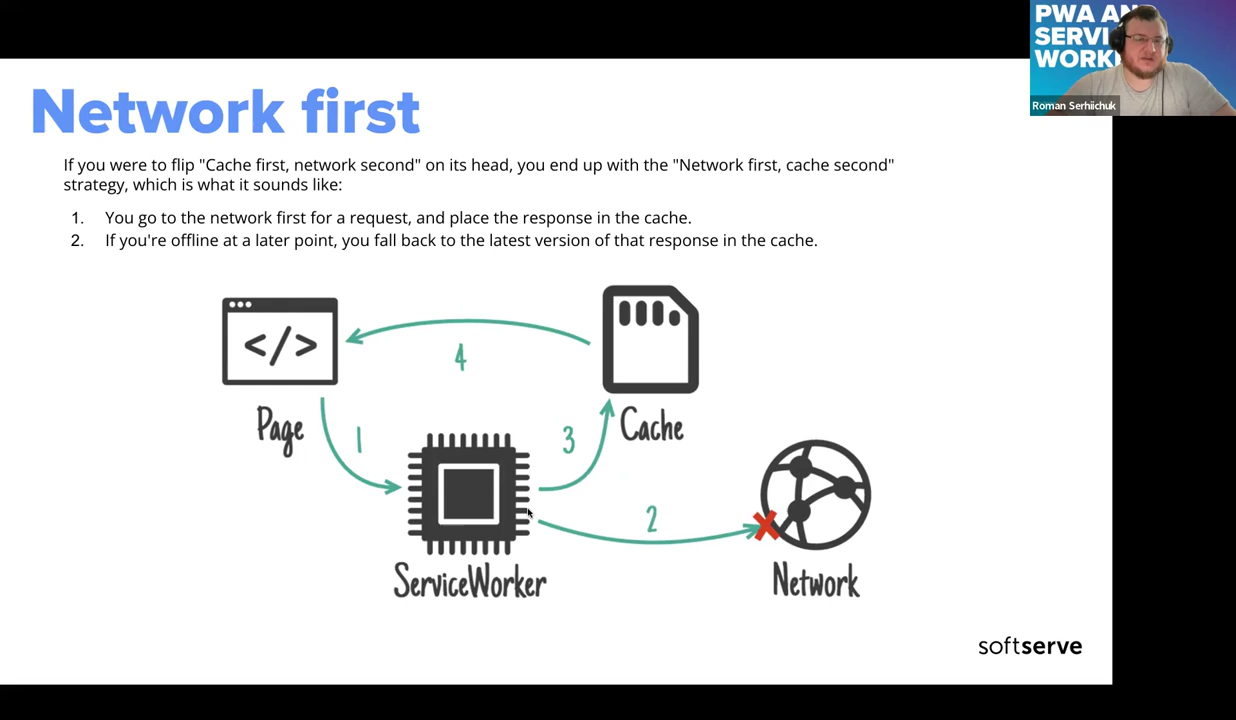 PWA AN
SERVI
WORK
Roman Serhiichuk
Network first
If you were to flip "Cache first, network second" on its head, you end up with the "Network first, cache second"
strategy, which is what it sounds like:
1. You go to the network first for a request, and place the response in the cache.
2. If you're offline at a later point, you fall back to the latest version of that response in the cache.
</>
4
Page
1
3
Cache
2
ServiceWorker
Network
softserve